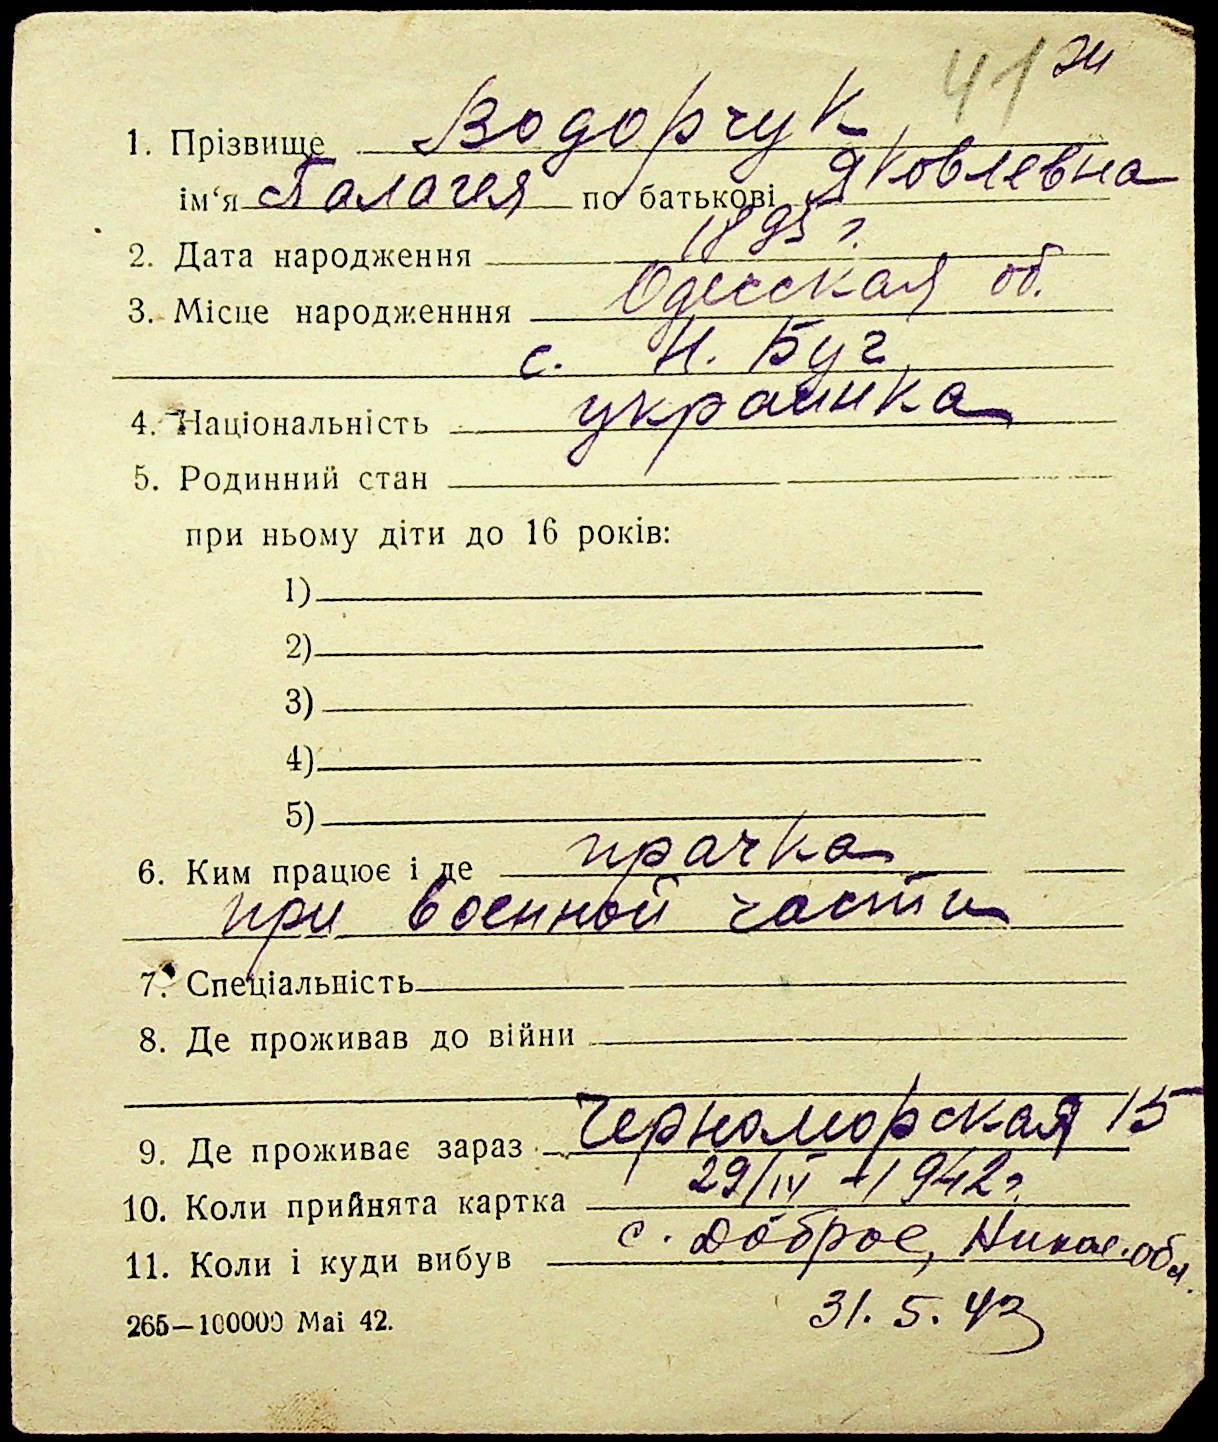 41 
1. Прізвище Водорчук
ім‘я Палагея по батькові Яковлевна
2. Дата народження 1895 г.
3. Місце народженння Одесская об.
с. Н. Буг
4. Національність украинка
5. Родинний стан
при ньому діти до 16 років:
1)
2)
3)
4)
5)
6. Ким працює і де прачка
при военной части
7. Спеціальність
8. Де проживав до війни
9. Де проживає зараз Черноморская 15
10. Коли прийнята картка 29/IV - 1942 г.
11. Коли і куди вибув с. Доброе, Никол. обл.
265—100000 Mai 42. 31. 5. 43